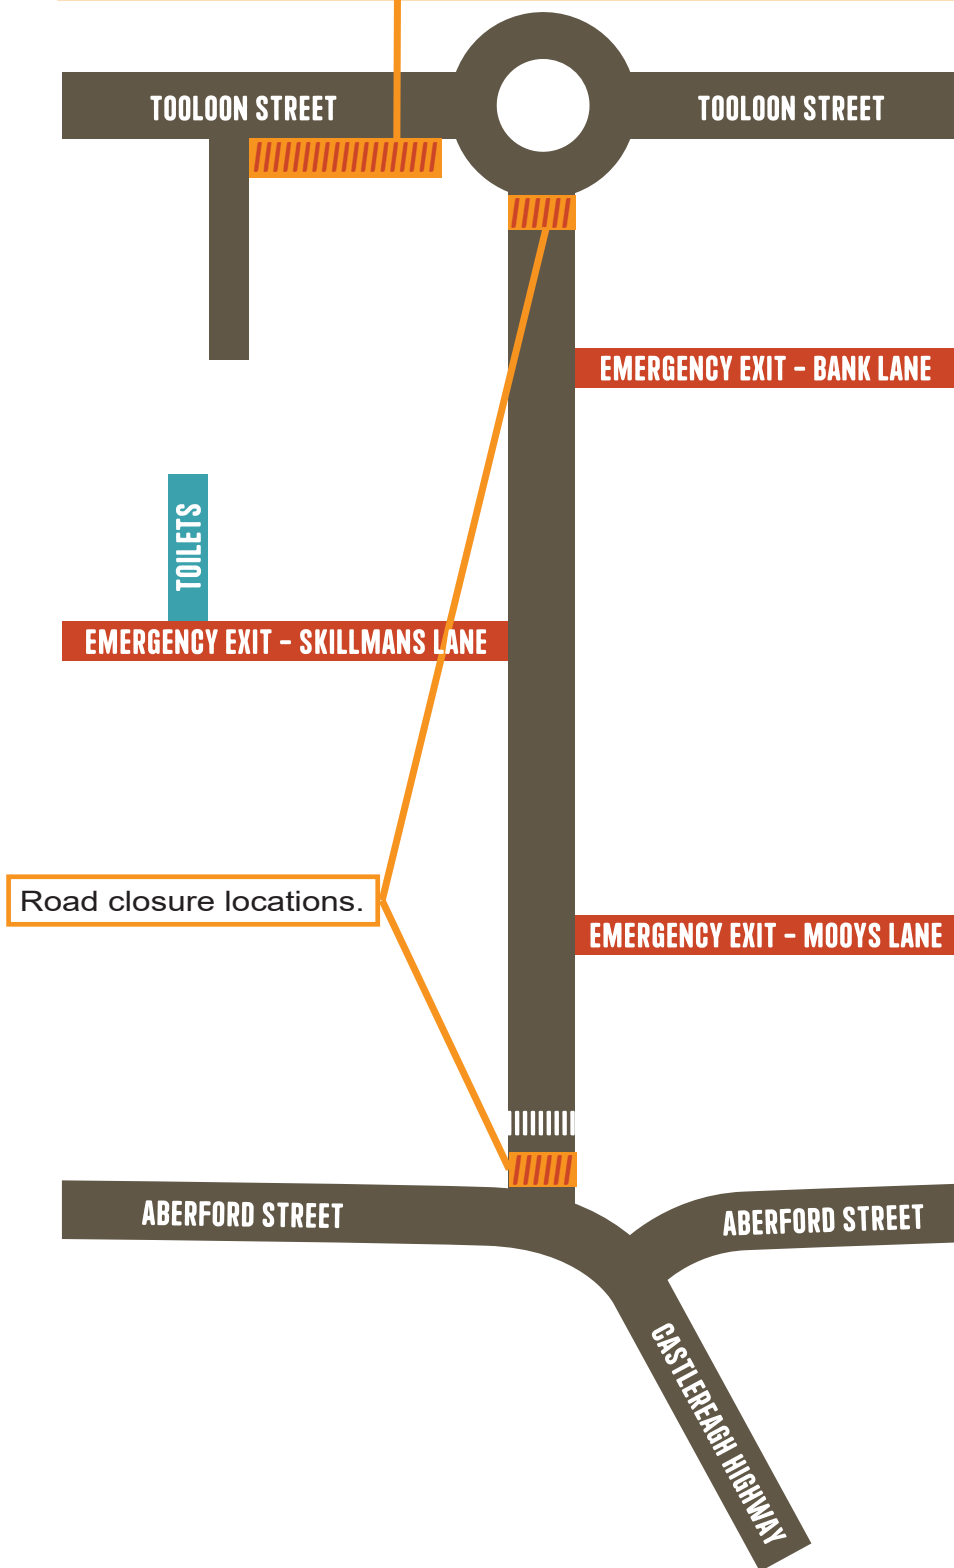 TOOLOON STREET
TOOLOON STREET
EMERGENCY EXIT – BANK LANE
TOILETS
EMERGENCY EXIT – SKILLMANS LANE
Road closure locations.
EMERGENCY EXIT – MOOYS LANE
ABERFORD STREET
ABERFORD STREET
CASTLEREAGH HIGHWAY